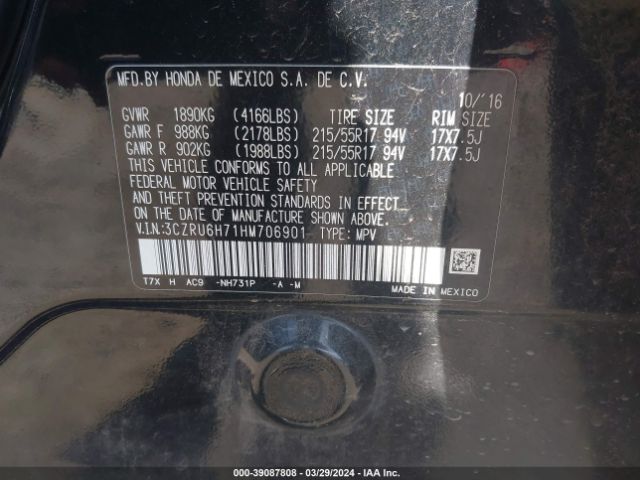 MFD.BY HONDA DE MEXICO S.A. DE C.V.
10/'16
GVWR 1890KG (4166LBS) TIRE SIZE RIM SIZE
GAWR F 988KG (2178LBS) 215/55R17 94V 17X7.5J
GAWR R 902KG (1988LBS) 215/55R17 94V 17X7.5J
THIS VEHICLE CONFORMS TO ALL APPLICABLE
FEDERAL MOTOR VEHICLE SAFETY
AND THEFT PREVENTION STANDARDS IN EFFECT
ON THE DATE OF MANUFACTURE SHOWN ABOVE.
V.I.N:3CZRU6H71HM706901 TYPE: MPV
T7X H AC9 -NH731P -A -M
MADE IN MEXICO
000-39087808 - 03/29/2024 - IAA Inc.